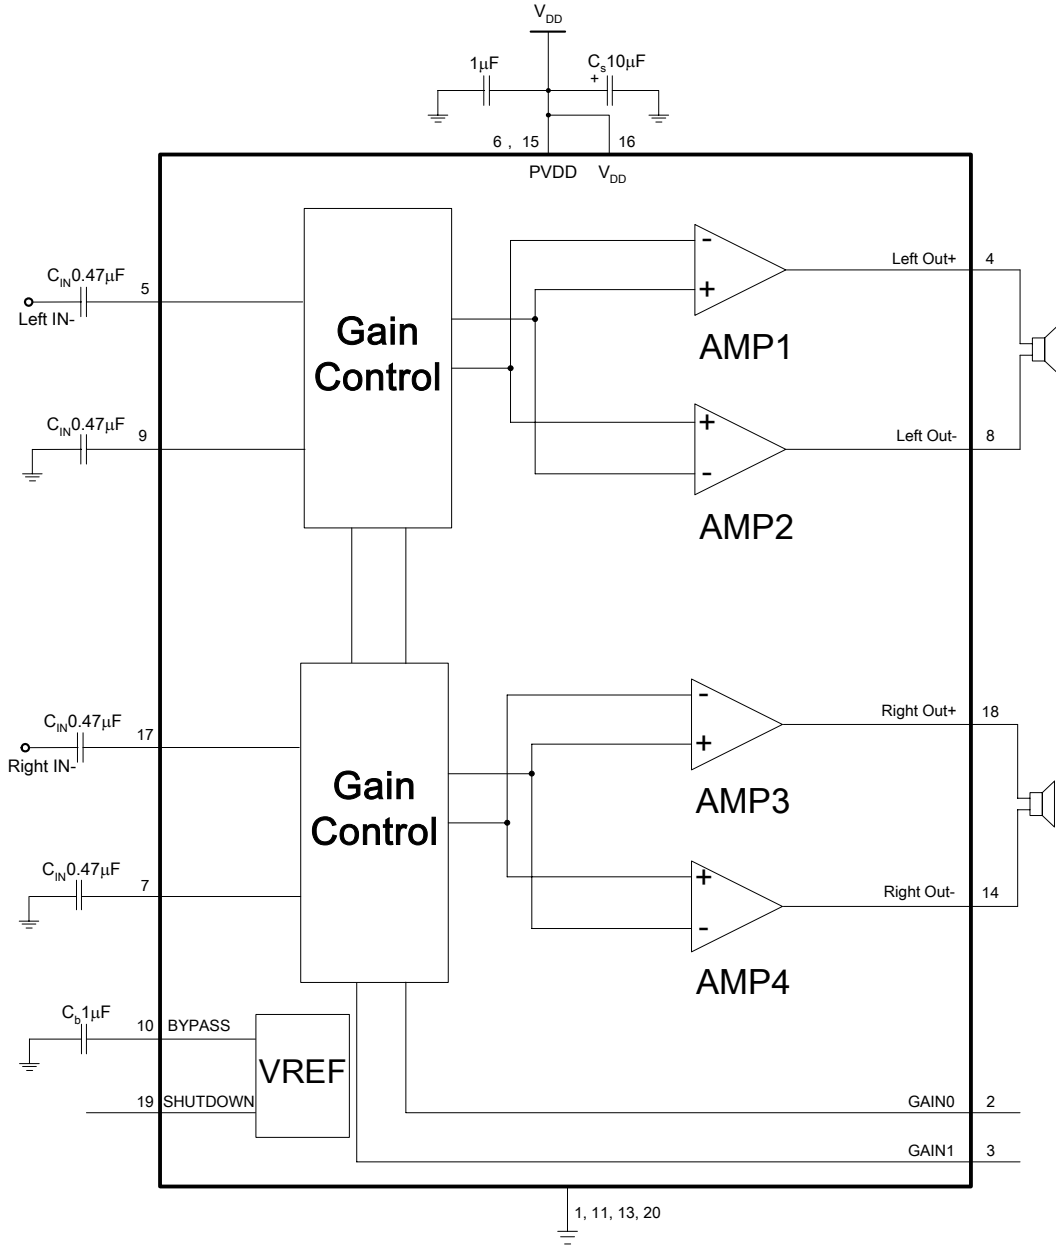 VDD
1µF
Cs10µF
+
6 , 15
16
PVDD
VDD
CIN0.47µF
5
Left IN-
Gain
Control
-
+
AMP1
Left Out+
4
CIN0.47µF
9
+
-
AMP2
Left Out-
8
CIN0.47µF
17
Right IN-
Gain
Control
-
+
AMP3
Right Out+
18
CIN0.47µF
7
+
-
AMP4
Right Out-
14
Cb1µF
10
BYPASS
VREF
19
SHUTDOWN
GAIN0
2
GAIN1
3
1, 11, 13, 20